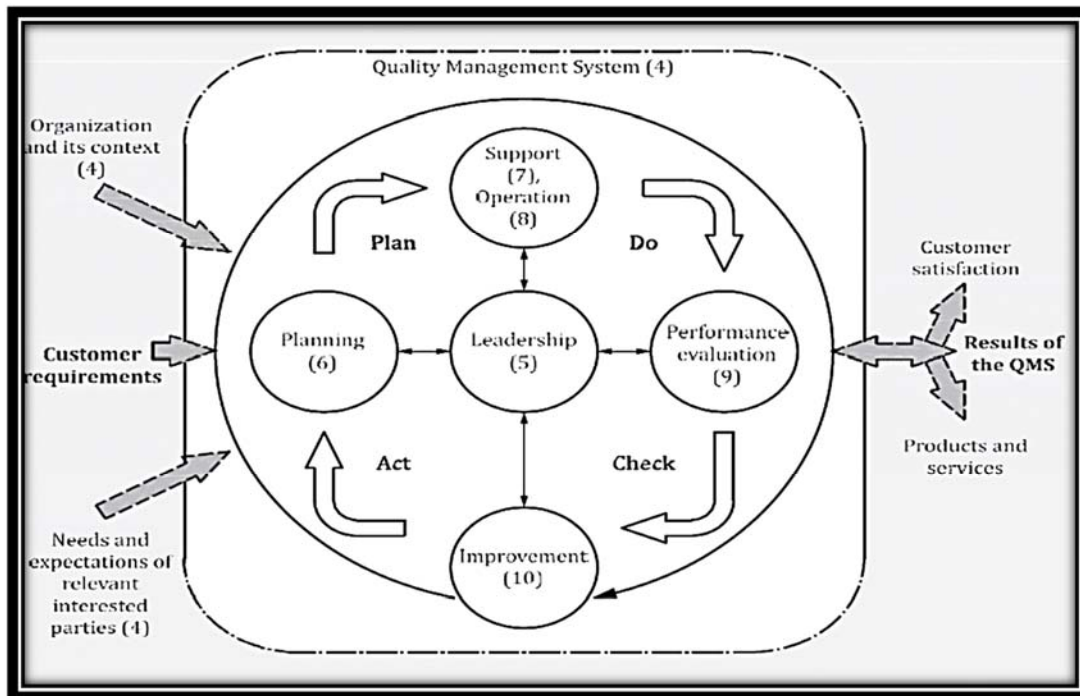 Quality Management System (4)
Organization
and its context
(4)
Support
(7),
Operation
(8)
Plan
Do
Customer
satisfaction
Customer
requirements
Planning
(6)
Leadership
(5)
Performance
evaluation
(9)
Results of
the QMS
Act
Check
Products and
services
Needs and
expectations of
relevant
interested
parties (4)
Improvement
(10)